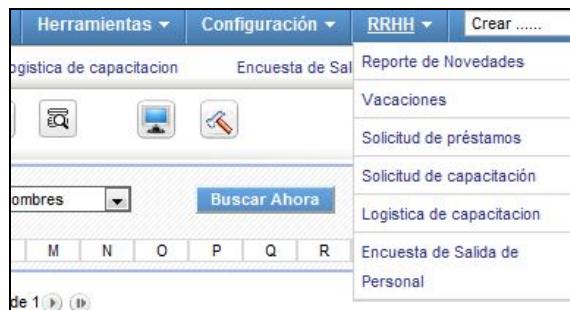 Herramientas Configuración RRHH Crear ......
ogistica de capacitacion Encuesta de Sal
Reporte de Novedades
Vacaciones
Solicitud de préstamos
Solicitud de capacitación
ombres Buscar Ahora
Logistica de capacitacion
M N O P Q R
Encuesta de Salida de
Personal
de 1